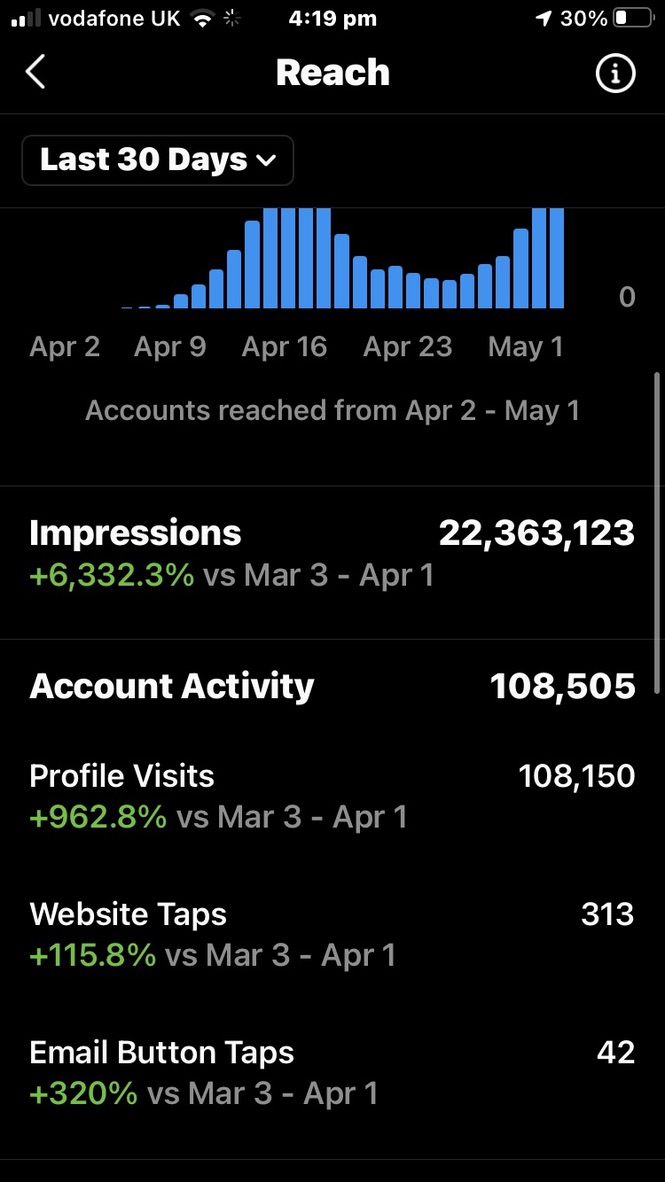 vodafone UK 4:19 pm 30%
Reach
Last 30 Days
0
Apr 2 Apr 9 Apr 16 Apr 23 May 1
Accounts reached from Apr 2 - May 1
Impressions 22,363,123
+6,332.3% vs Mar 3 - Apr 1
Account Activity 108,505
Profile Visits 108,150
+962.8% vs Mar 3 - Apr 1
Website Taps 313
+115.8% vs Mar 3 - Apr 1
Email Button Taps 42
+320% vs Mar 3 - Apr 1